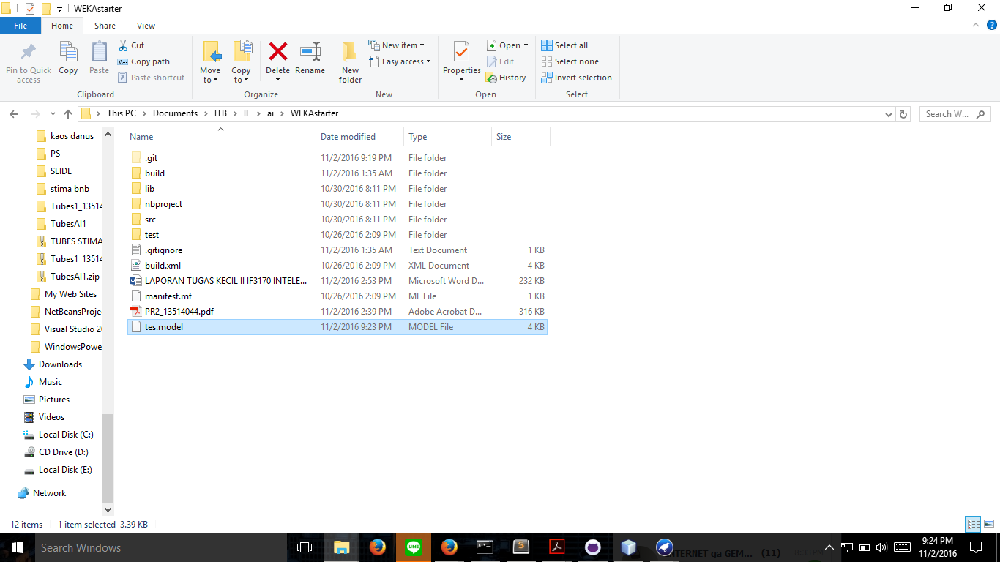 WEKAstarter
File Home Share View
Pin to Quick access
Copy
Paste
Cut
Copy path
Paste shortcut
Clipboard
Move to
Copy to
Delete
Rename
Organize
New folder
New item
Easy access
New
Properties
Open
Edit
History
Open
Select all
Select none
Invert selection
Select
This PC > Documents > ITB > IF > ai > WEKAstarter
Search W...
kaos danus
PS
SLIDE
stima bnb
Tubes1_13514
TubesAI1
TUBES STIMA
Tubes1_13514
TubesAI1.zip
My Web Sites
NetBeansProje
Visual Studio 20
WindowsPowe
Downloads
Music
Pictures
Videos
Local Disk (C:)
CD Drive (D:)
Local Disk (E:)
Network
Name Date modified Type Size
.git 11/2/2016 9:19 PM File folder
build 11/2/2016 1:35 AM File folder
lib 10/30/2016 8:11 PM File folder
nbproject 10/30/2016 8:11 PM File folder
src 10/30/2016 8:11 PM File folder
test 10/26/2016 2:09 PM File folder
.gitignore 11/2/2016 1:35 AM Text Document 1 KB
build.xml 10/26/2016 2:09 PM XML Document 4 KB
LAPORAN TUGAS KECIL II IF3170 INTELE... 11/2/2016 2:53 PM Microsoft Word D... 232 KB
manifest.mf 10/26/2016 2:09 PM MF File 1 KB
PR2_13514044.pdf 11/2/2016 2:39 PM Adobe Acrobat D... 316 KB
tes.model 11/2/2016 9:23 PM MODEL File 4 KB
12 items 1 item selected 3.39 KB
Search Windows
LINE
INTERNET ga GEM... (11)
9:24 PM
11/2/2016